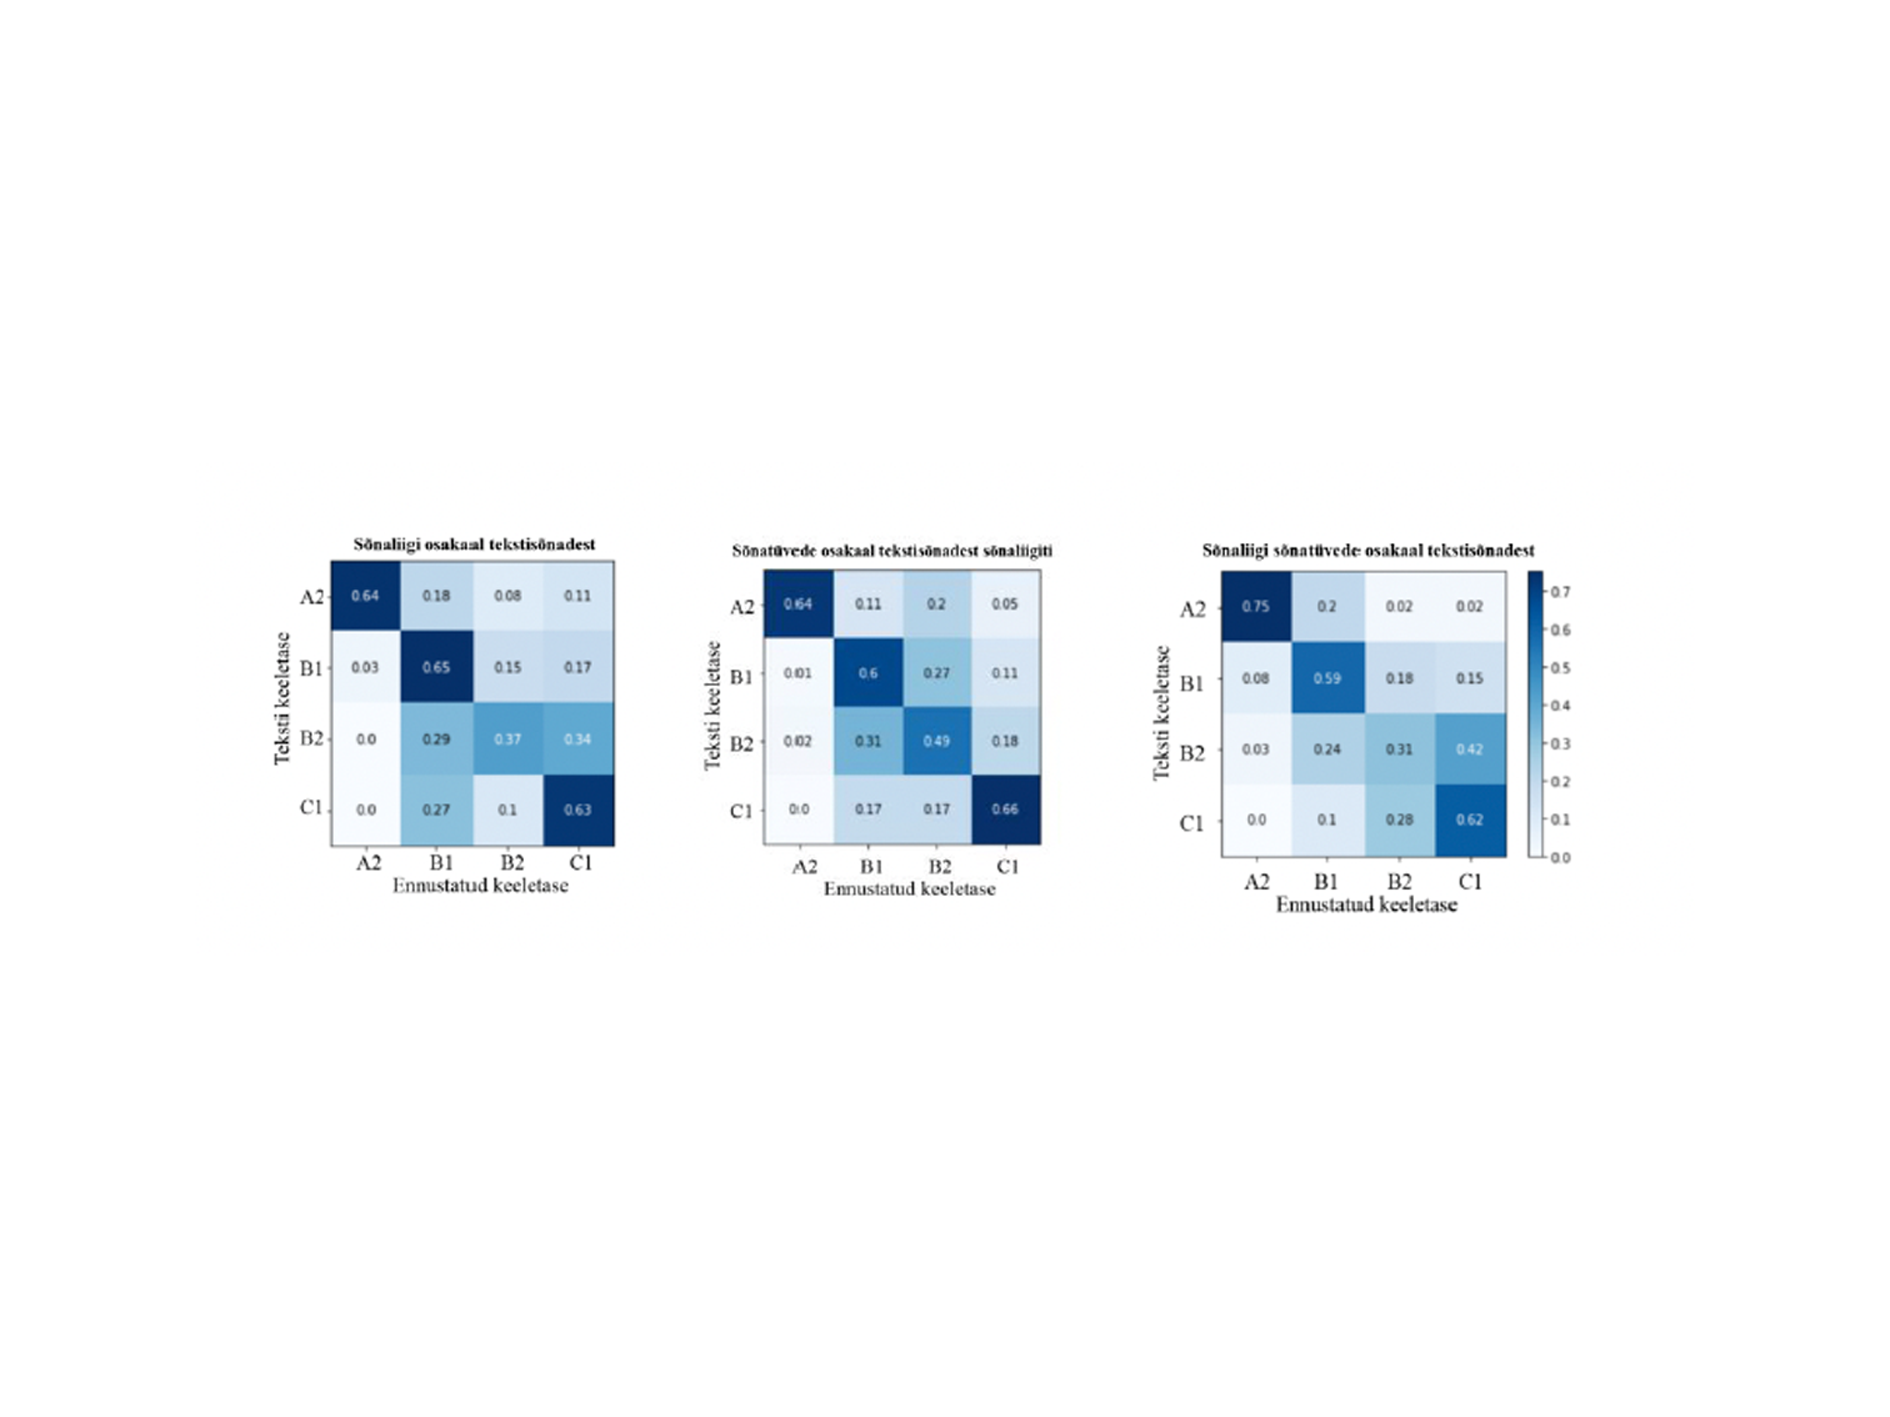 Sõnaliigi osakaal tekstisõnadest
Teksti keeletase
A2 0.64 0.18 0.08 0.11
B1 0.03 0.65 0.15 0.17
B2 0.0 0.29 0.37 0.34
C1 0.0 0.27 0.1 0.63
A2 B1 B2 C1
Ennustatud keeletase
Sõnatüvede osakaal tekstisõnadest sõnaliigiti
Teksti keeletase
A2 0.64 0.11 0.2 0.05
B1 0.01 0.6 0.27 0.11
B2 0.02 0.31 0.49 0.18
C1 0.0 0.17 0.17 0.66
A2 B1 B2 C1
Ennustatud keeletase
Sõnaliigi sõnatüvede osakaal tekstisõnadest
Teksti keeletase
A2 0.75 0.2 0.02 0.02
B1 0.08 0.59 0.18 0.15
B2 0.03 0.24 0.31 0.42
C1 0.0 0.1 0.28 0.62
A2 B1 B2 C1
Ennustatud keeletase
0.7
0.6
0.5
0.4
0.3
0.2
0.1
0.0